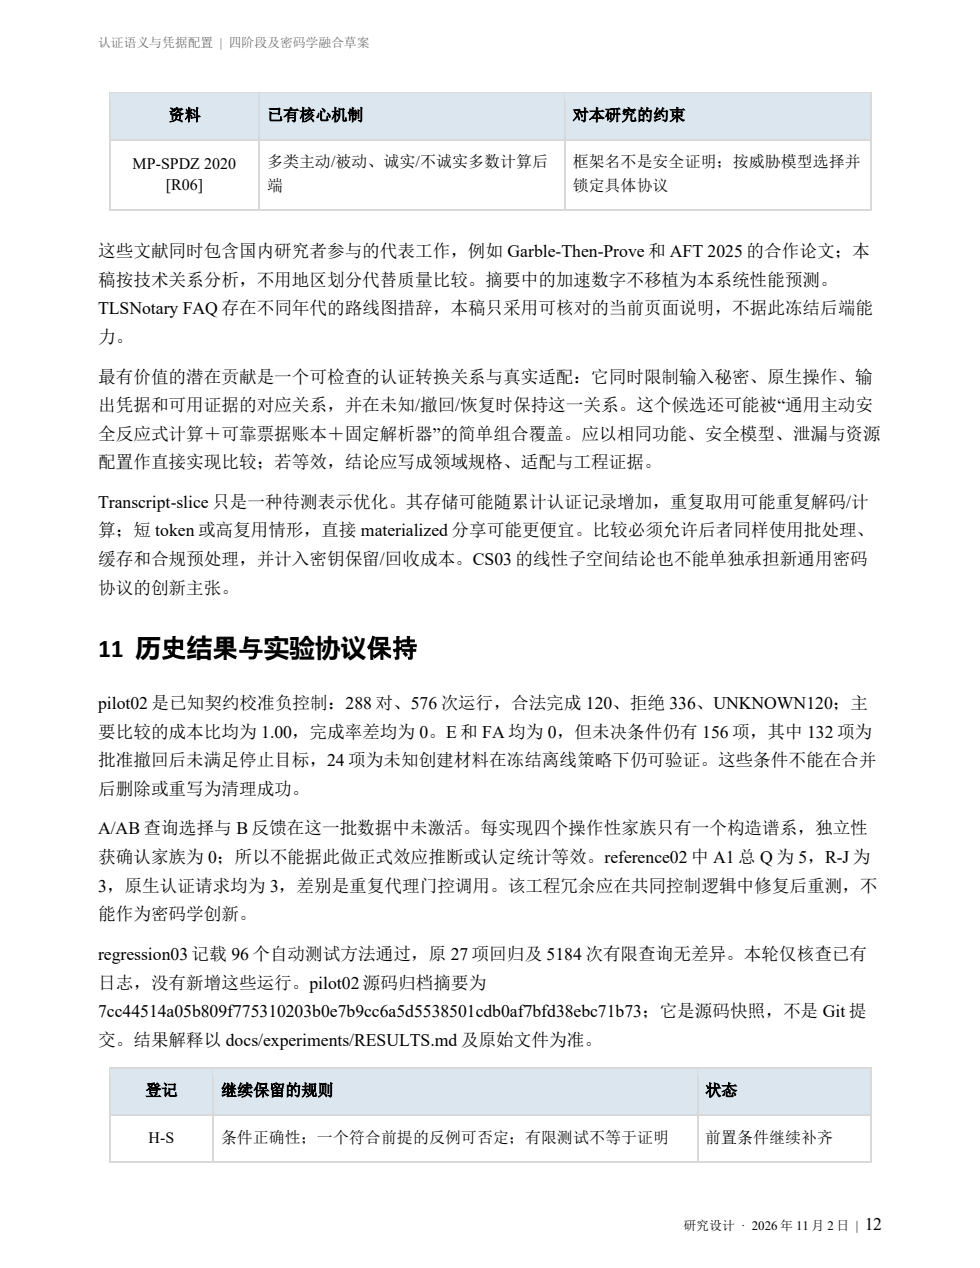 认证语义与凭据配置 | 四阶段及密码学融合草案
资料 已有核心机制 对本研究的约束
MP-SPDZ 2020 多类主动/被动、诚实/不诚实多数计算后 框架名不是安全证明；按威胁模型选择并
[R06] 端 锁定具体协议
这些文献同时包含国内研究者参与的代表工作，例如 Garble-Then-Prove 和 AFT 2025 的合作论文；本
稿按技术关系分析，不用地区划分代替质量比较。摘要中的加速数字不移植为本系统性能预测。
TLSNotary FAQ 存在不同年代的路线图措辞，本稿只采用可核对的当前页面说明，不据此冻结后端能
力。
最有价值的潜在贡献是一个可检查的认证转换关系与真实适配：它同时限制输入秘密、原生操作、输
出凭据和可用证据的对应关系，并在未知/撤回/恢复时保持这一关系。这个候选还可能被“通用主动安
全反应式计算＋可靠票据账本＋固定解析器”的简单组合覆盖。应以相同功能、安全模型、泄漏与资源
配置作直接实现比较；若等效，结论应写成领域规格、适配与工程证据。
Transcript-slice 只是一种待测表示优化。其存储可能随累计认证记录增加，重复取用可能重复解码/计
算；短 token 或高复用情形，直接 materialized 分享可能更便宜。比较必须允许后者同样使用批处理、
缓存和合规预处理，并计入密钥保留/回收成本。CS03 的线性子空间结论也不能单独承担新通用密码
协议的创新主张。
11 历史结果与实验协议保持
pilot02 是已知契约校准负控制：288 对、576 次运行，合法完成 120、拒绝 336、UNKNOWN120；主
要比较的成本比均为 1.00，完成率差均为 0。E 和 FA 均为 0，但未决条件仍有 156 项，其中 132 项为
批准撤回后未满足停止目标，24 项为未知创建材料在冻结离线策略下仍可验证。这些条件不能在合并
后删除或重写为清理成功。
A/AB 查询选择与 B 反馈在这一批数据中未激活。每实现四个操作性家族只有一个构造谱系，独立性
获确认家族为 0；所以不能据此做正式效应推断或认定统计等效。reference02 中 A1 总 Q 为 5，R-J 为
3，原生认证请求均为 3，差别是重复代理门控调用。该工程冗余应在共同控制逻辑中修复后重测，不
能作为密码学创新。
regression03 记载 96 个自动测试方法通过，原 27 项回归及 5184 次有限查询无差异。本轮仅核查已有
日志，没有新增这些运行。pilot02 源码归档摘要为
7cc44514a05b809f775310203b0e7b9cc6a5d5538501cdb0af7bfd38ebc71b73；它是源码快照，不是 Git 提
交。结果解释以 docs/experiments/RESULTS.md 及原始文件为准。
登记 继续保留的规则 状态
H-S 条件正确性；一个符合前提的反例可否定；有限测试不等于证明 前置条件继续补齐
研究设计 · 2026 年 11 月 2 日 | 12